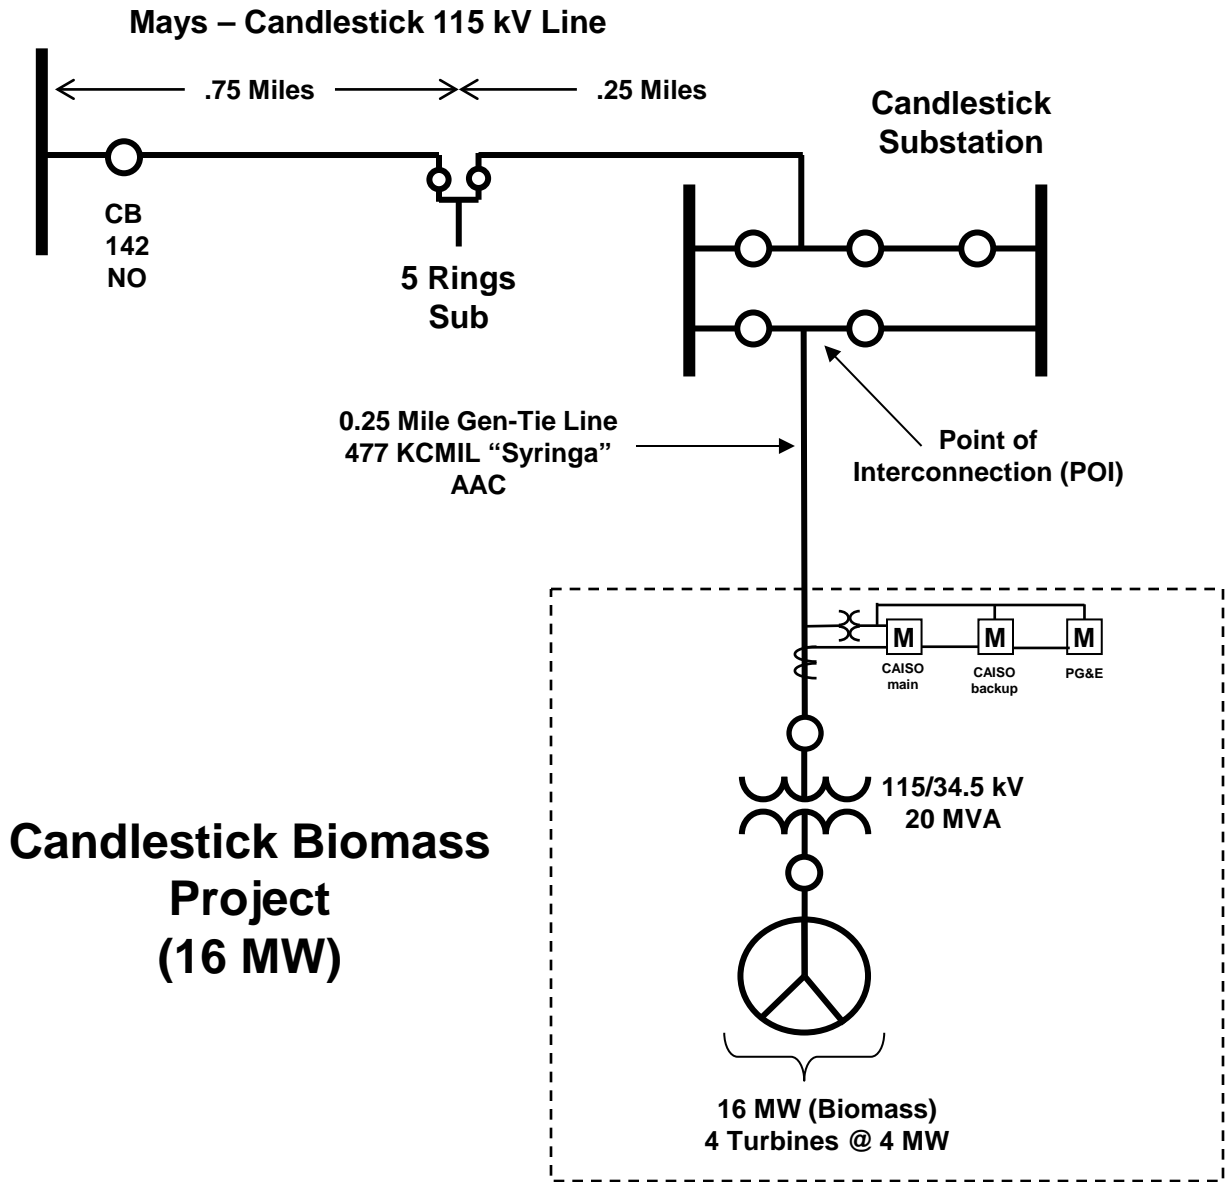 Mays – Candlestick 115 kV Line
.75 Miles
.25 Miles
Candlestick
Substation
CB
142
NO
5 Rings
Sub
0.25 Mile Gen-Tie Line
477 KCMIL “Syringa”
AAC
Point of
Interconnection (POI)
M
M
M
CAISO
main
CAISO
backup
PG&E
115/34.5 kV
20 MVA
Candlestick Biomass
Project
(16 MW)
16 MW (Biomass)
4 Turbines @ 4 MW